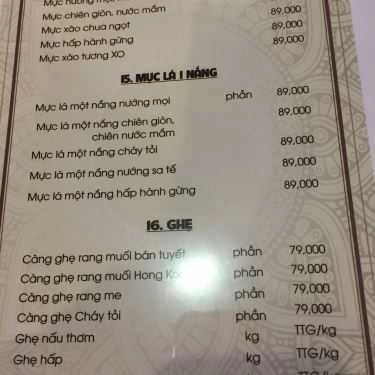 Mực chiên giòn, nước mắm 89,000
Mực xào chua ngọt 89,000
Mực hấp hành gừng 89,000
Mực xào tương XO
15. MỰC LÁ 1 NẮNG
Mực lá một nắng nướng mọi phần 89,000
Mực lá một nắng chiên giòn, 89,000
chiên nước mắm
Mực lá một nắng cháy tỏi 89,000
Mực lá một nắng nướng sa tế 89,000
Mực lá một nắng hấp hành gừng 89,000
16. GHẸ
Càng ghẹ rang muối bán tuyết phần 79,000
Càng ghẹ rang muối Hong phần 79,000
Càng ghẹ rang me phần 79,000
Càng ghẹ Cháy tỏi phần 79,000
Ghẹ nấu thơm kg TTG/kg
Ghẹ hấp kg TTG/kg